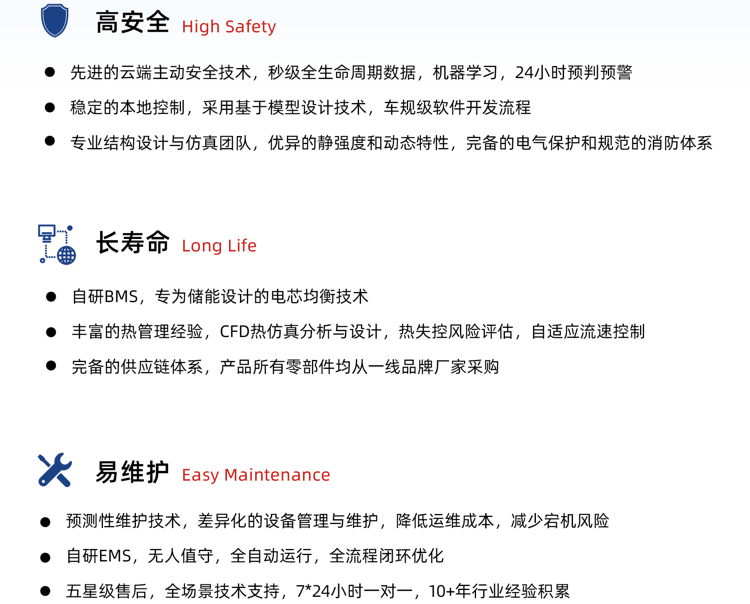 高安全 High Safety
● 先进的云端主动安全技术，秒级全生命周期数据，机器学习，24小时预判预警
● 稳定的本地控制，采用基于模型设计技术，车规级软件开发流程
● 专业结构设计与仿真团队，优异的静强度和动态特性，完备的电气保护和规范的消防体系
长寿命 Long Life
● 自研BMS，专为储能设计的电芯均衡技术
● 丰富的热管理经验，CFD热仿真分析与设计，热失控风险评估，自适应流速控制
● 完备的供应链体系，产品所有零部件均从一线品牌厂家采购
易维护 Easy Maintenance
● 预测性维护技术，差异化的设备管理与维护，降低运维成本，减少宕机风险
● 自研EMS，无人值守，全自动运行，全流程闭环优化
● 五星级售后，全场景技术支持，7*24小时一对一，10+年行业经验积累